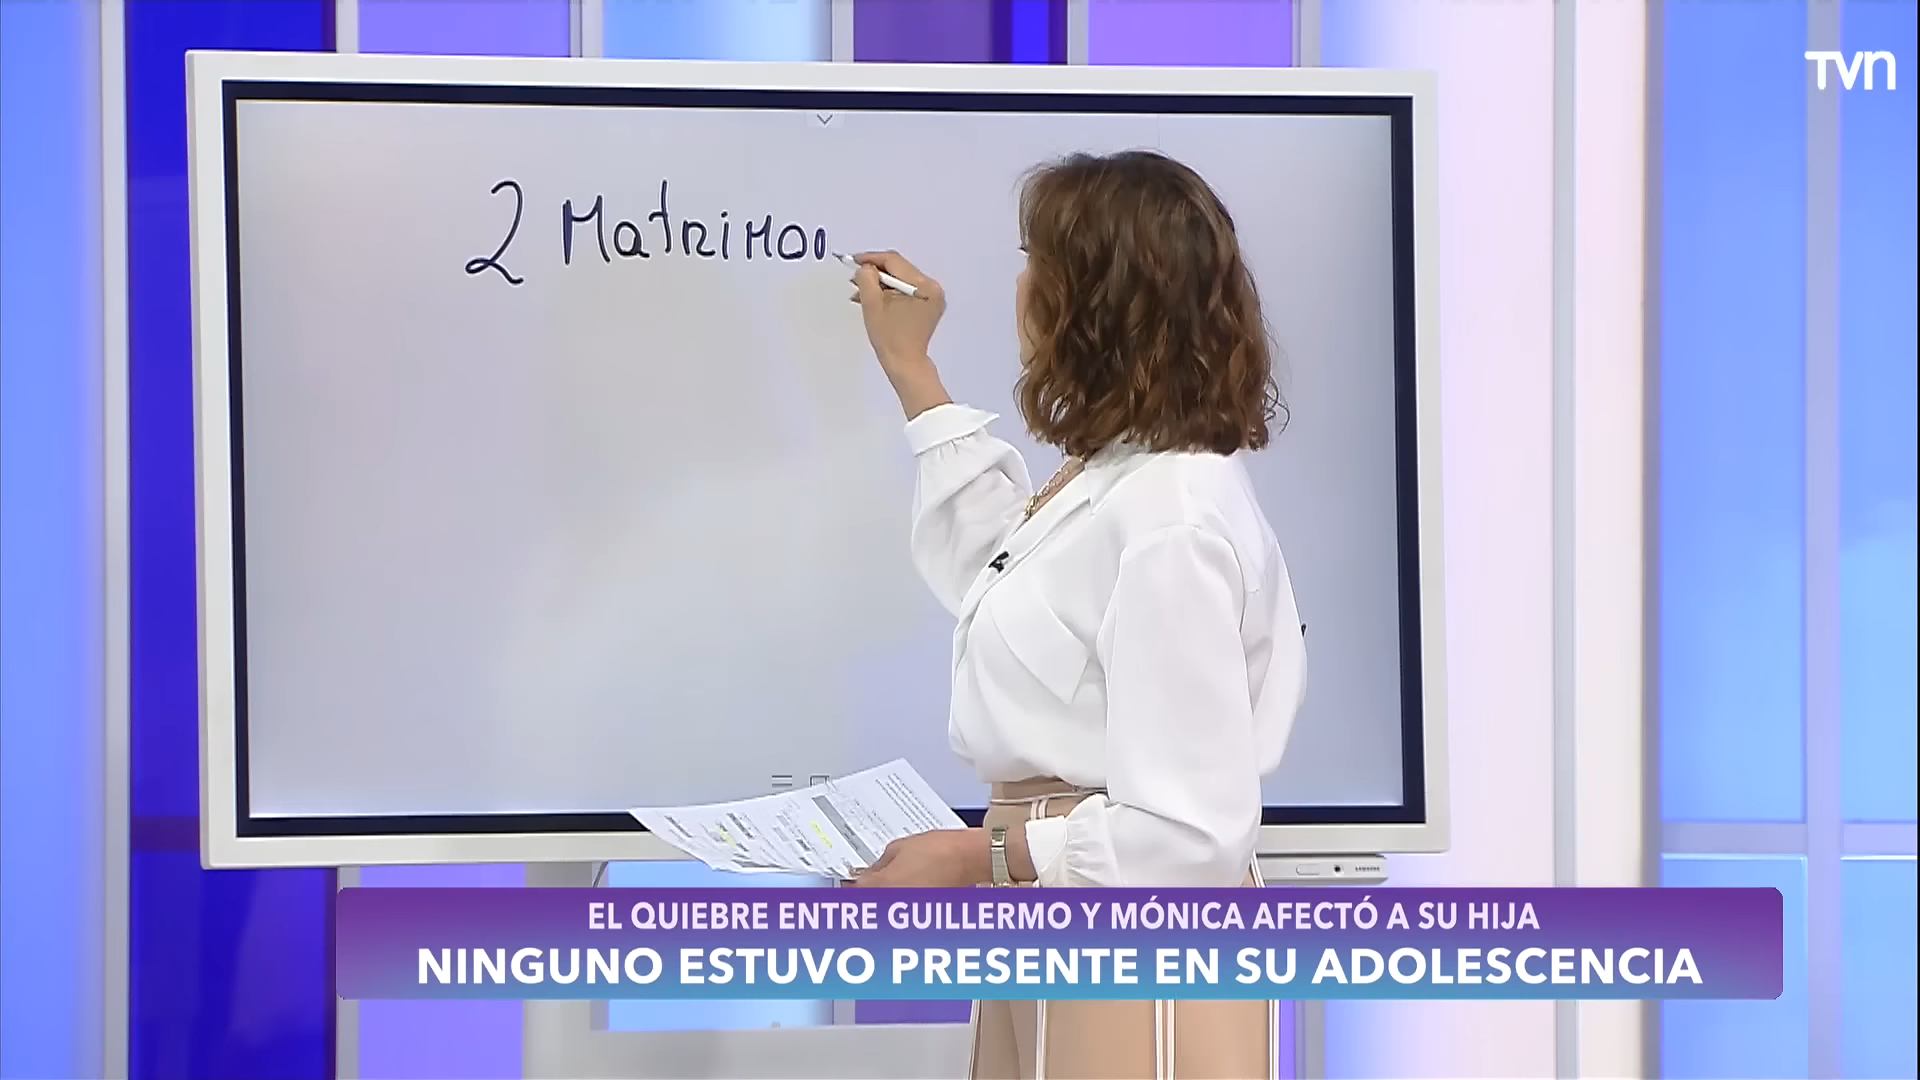 TVN
2 Matrimoo
EL QUIEBRE ENTRE GUILLERMO Y MÓNICA AFECTÓ A SU HIJA
NINGUNO ESTUVO PRESENTE EN SU ADOLESCENCIA